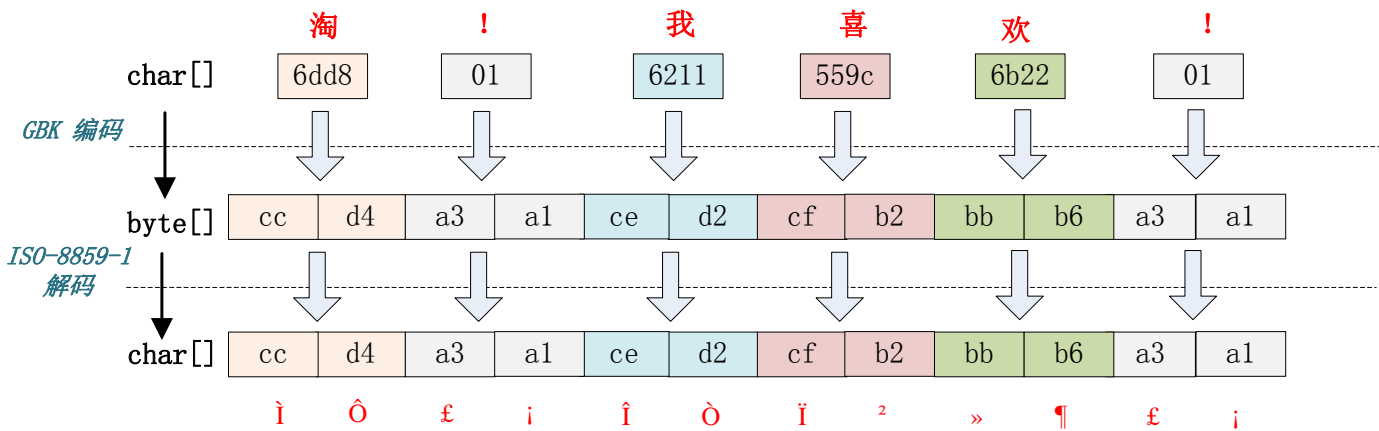 淘 ! 我 喜 欢 !
char[] 6dd8 01 6211 559c 6b22 01
GBK 编码
byte[] cc d4 a3 a1 ce d2 cf b2 bb b6 a3 a1
ISO-8859-1
解码
char[] cc d4 a3 a1 ce d2 cf b2 bb b6 a3 a1
Ì Ô £ ¡ Î Ò Ï ² » ¶ £ ¡